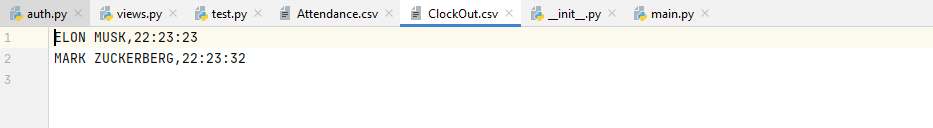 auth.py views.py test.py Attendance.csv ClockOut.csv __init__.py main.py
1 ELON MUSK,22:23:23
2 MARK ZUCKERBERG,22:23:32
3